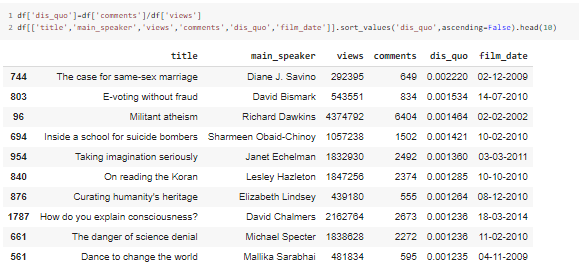 1 df['dis_quo']=df['comments']/df['views']
2 df[['title','main_speaker','views','comments','dis_quo','film_date']].sort_values('dis_quo',ascending=False).head(10)
title main_speaker views comments dis_quo film_date
744 The case for same-sex marriage Diane J. Savino 292395 649 0.002220 02-12-2009
803 E-voting without fraud David Bismark 543551 834 0.001534 14-07-2010
96 Militant atheism Richard Dawkins 4374792 6404 0.001464 02-02-2002
694 Inside a school for suicide bombers Sharmeen Obaid-Chinoy 1057238 1502 0.001421 10-02-2010
954 Taking imagination seriously Janet Echelman 1832930 2492 0.001360 03-03-2011
840 On reading the Koran Lesley Hazleton 1847256 2374 0.001285 10-10-2010
876 Curating humanity's heritage Elizabeth Lindsey 439180 555 0.001264 08-12-2010
1787 How do you explain consciousness? David Chalmers 2162764 2673 0.001236 18-03-2014
661 The danger of science denial Michael Specter 1838628 2272 0.001236 11-02-2010
561 Dance to change the world Mallika Sarabhai 481834 595 0.001235 04-11-2009